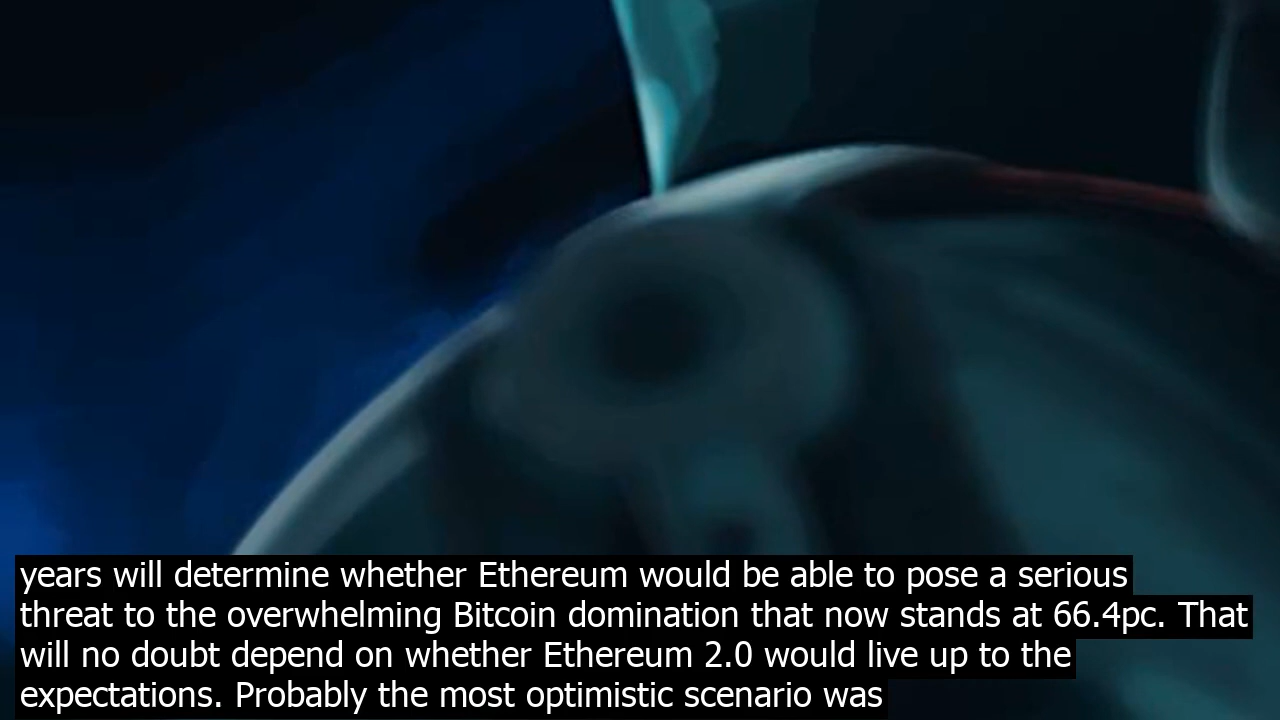 years will determine whether Ethereum would be able to pose a serious
threat to the overwhelming Bitcoin domination that now stands at 66.4pc. That
will no doubt depend on whether Ethereum 2.0 would live up to the
expectations. Probably the most optimistic scenario was